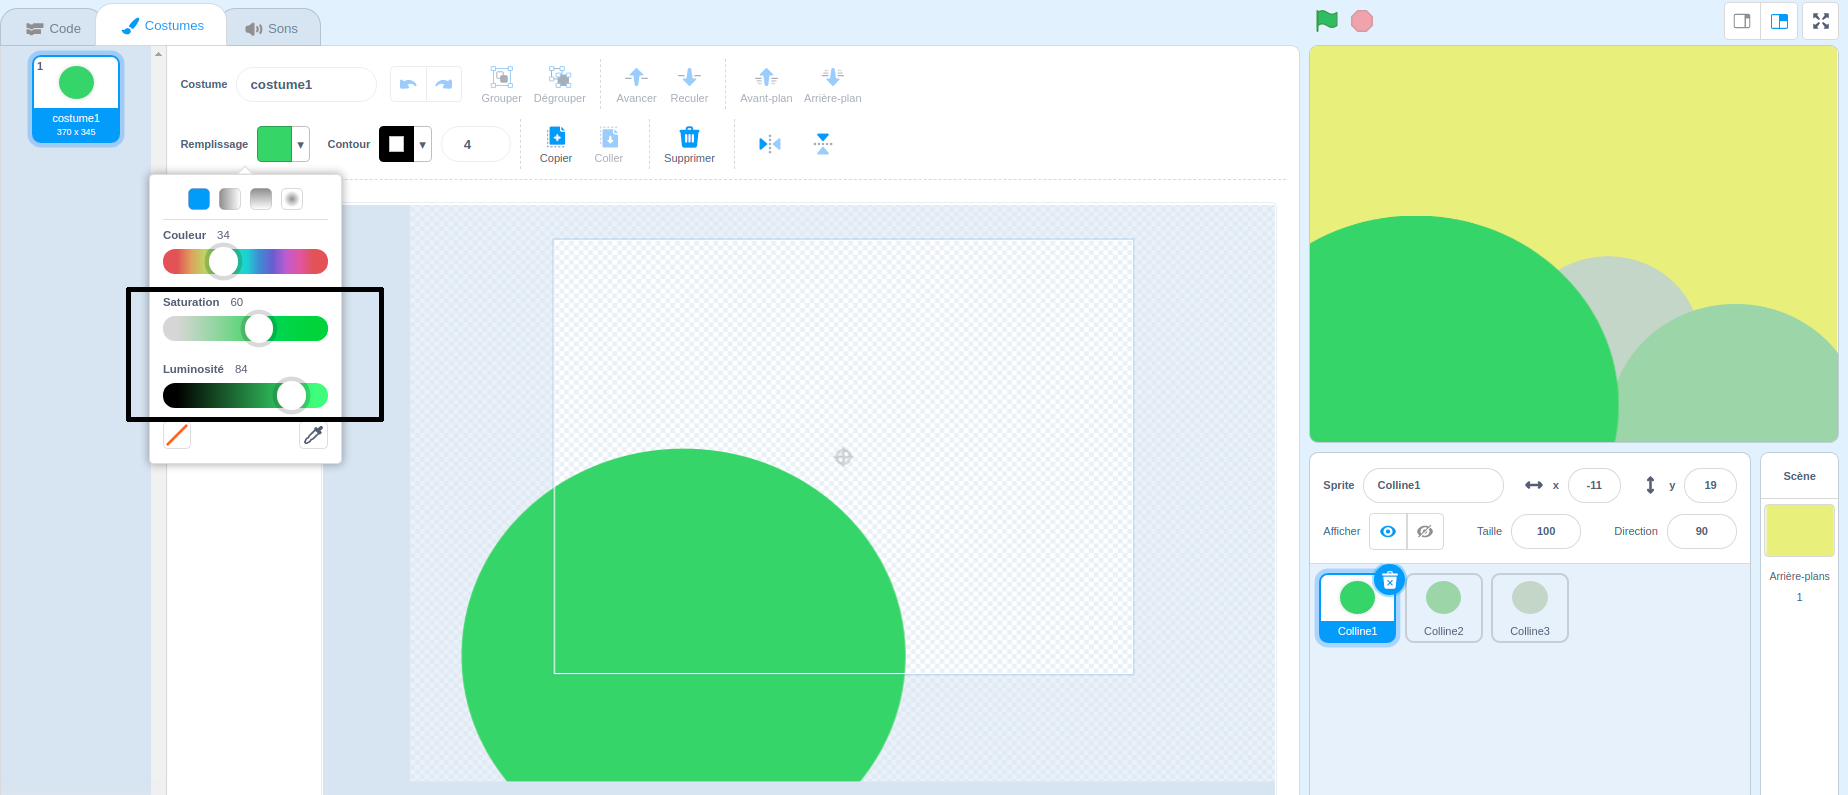 Code
Costumes
Sons
1
costume1
370 x 345
Costume
costume1
Grouper
Dégrouper
Avancer
Reculer
Avant-plan
Arrière-plan
Remplissage
Contour
4
Copier
Coller
Supprimer
Couleur 34
Saturation 60
Luminosité 84
Sprite
Colline1
x
-11
y
19
Afficher
Taille
100
Direction
90
Colline1
Colline2
Colline3
Scène
Arrière-plans
1